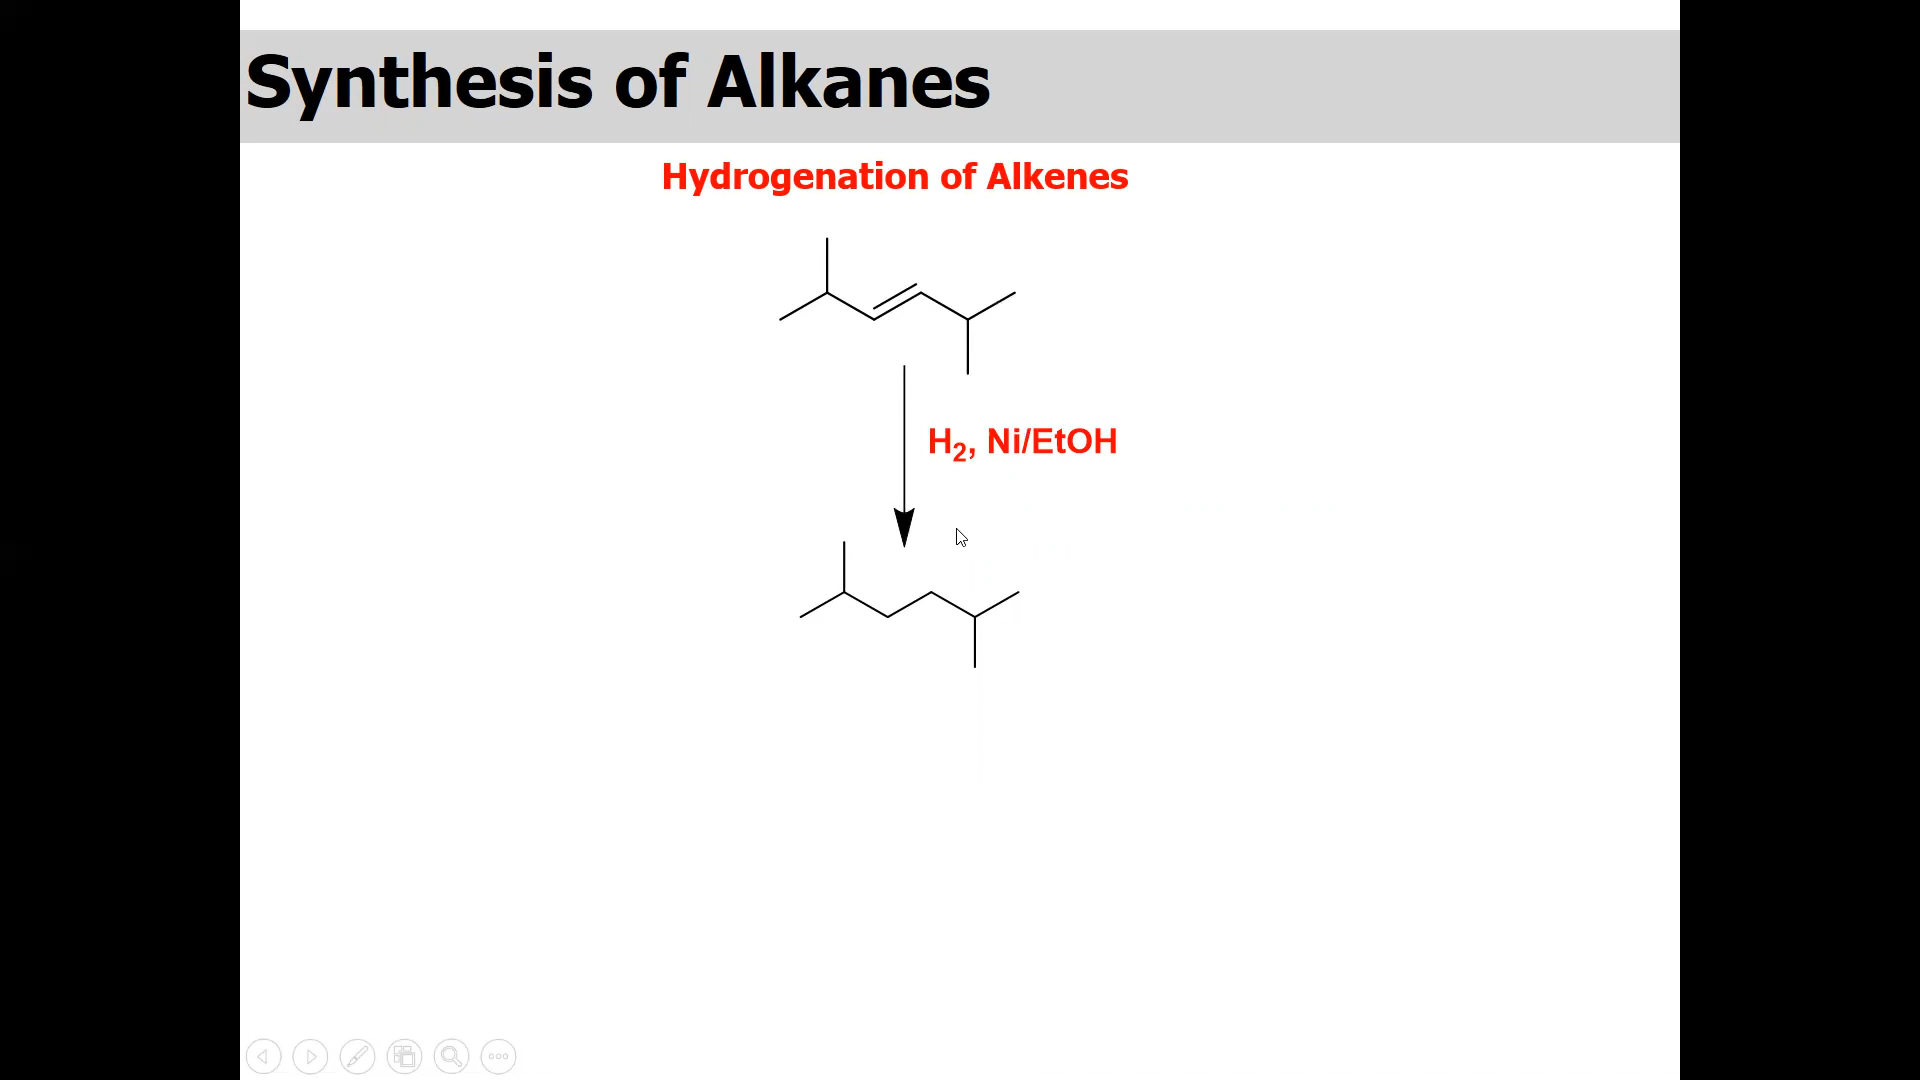 Synthesis of Alkanes
Hydrogenation of Alkenes
H₂, Ni/EtOH